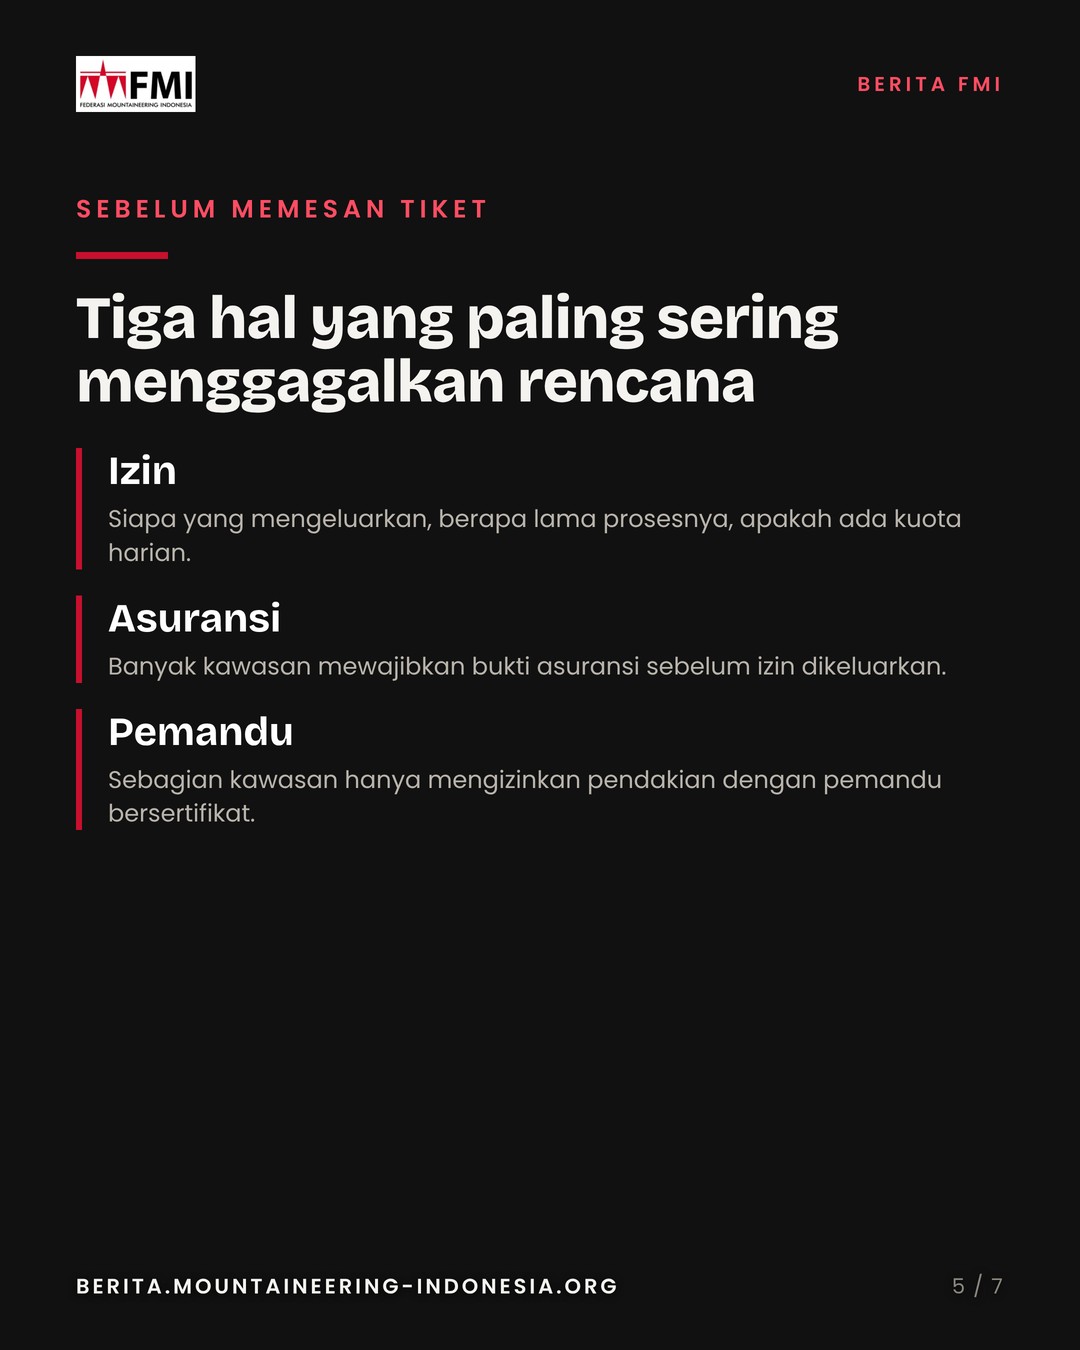 FMI
FEDERASI MOUNTAINEERING INDONESIA
BERITA FMI
SEBELUM MEMESAN TIKET
Tiga hal yang paling sering
menggagalkan rencana
Izin
Siapa yang mengeluarkan, berapa lama prosesnya, apakah ada kuota
harian.
Asuransi
Banyak kawasan mewajibkan bukti asuransi sebelum izin dikeluarkan.
Pemandu
Sebagian kawasan hanya mengizinkan pendakian dengan pemandu
bersertifikat.
BERITA.MOUNTAINEERING-INDONESIA.ORG
5 / 7